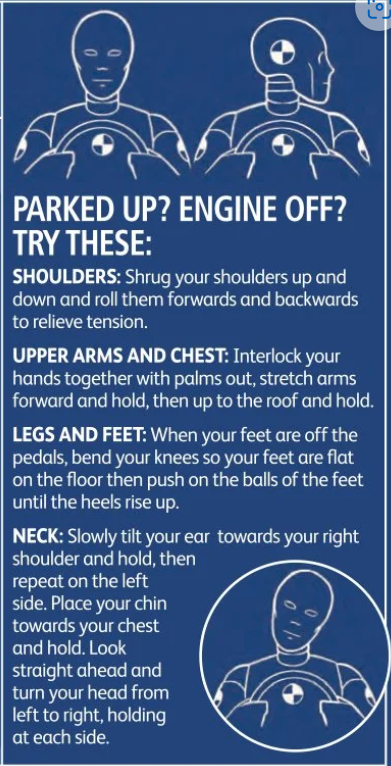 PARKED UP? ENGINE OFF?
TRY THESE:
SHOULDERS: Shrug your shoulders up and
down and roll them forwards and backwards
to relieve tension.
UPPER ARMS AND CHEST: Interlock your
hands together with palms out, stretch arms
forward and hold, then up to the roof and hold.
LEGS AND FEET: When your feet are off the
pedals, bend your knees so your feet are flat
on the floor then push on the balls of the feet
until the heels rise up.
NECK: Slowly tilt your ear towards your right
shoulder and hold, then
repeat on the left
side. Place your chin
towards your chest
and hold. Look
straight ahead and
turn your head from
left to right, holding
at each side.